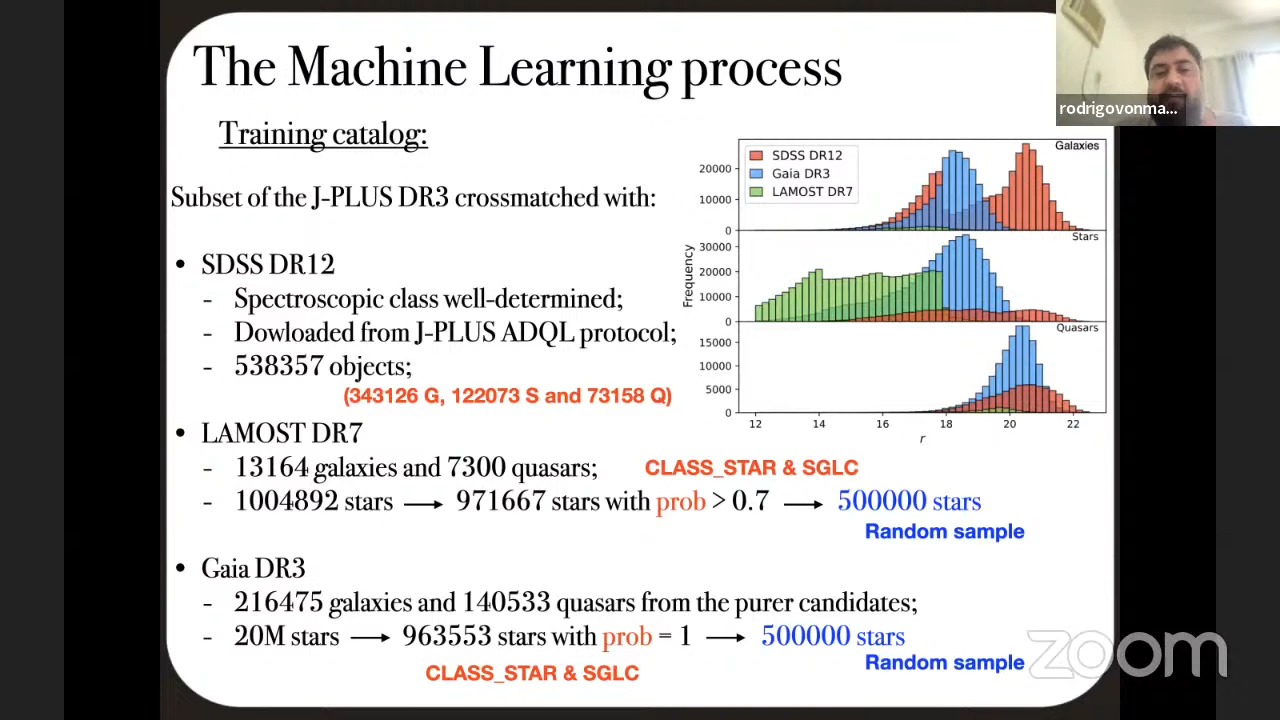 The Machine Learning process
rodrigovonma...
Training catalog:
Subset of the J-PLUS DR3 crossmatched with:
• SDSS DR12
- Spectroscopic class well-determined;
- Dowloaded from J-PLUS ADQL protocol;
- 538357 objects;
(343126 G, 122073 S and 73158 Q)
• LAMOST DR7
- 13164 galaxies and 7300 quasars;
CLASS_STAR & SGLC
- 1004892 stars → 971667 stars with prob > 0.7 → 500000 stars
Random sample
• Gaia DR3
- 216475 galaxies and 140533 quasars from the purer candidates;
- 20M stars → 963553 stars with prob = 1 → 500000 stars
Random sample
CLASS_STAR & SGLC
Galaxies
SDSS DR12
Gaia DR3
LAMOST DR7
20000
10000
0
Stars
30000
20000
10000
0
Frequency
Quasars
15000
10000
5000
0
12 14 16 18 20 22
r
zoom